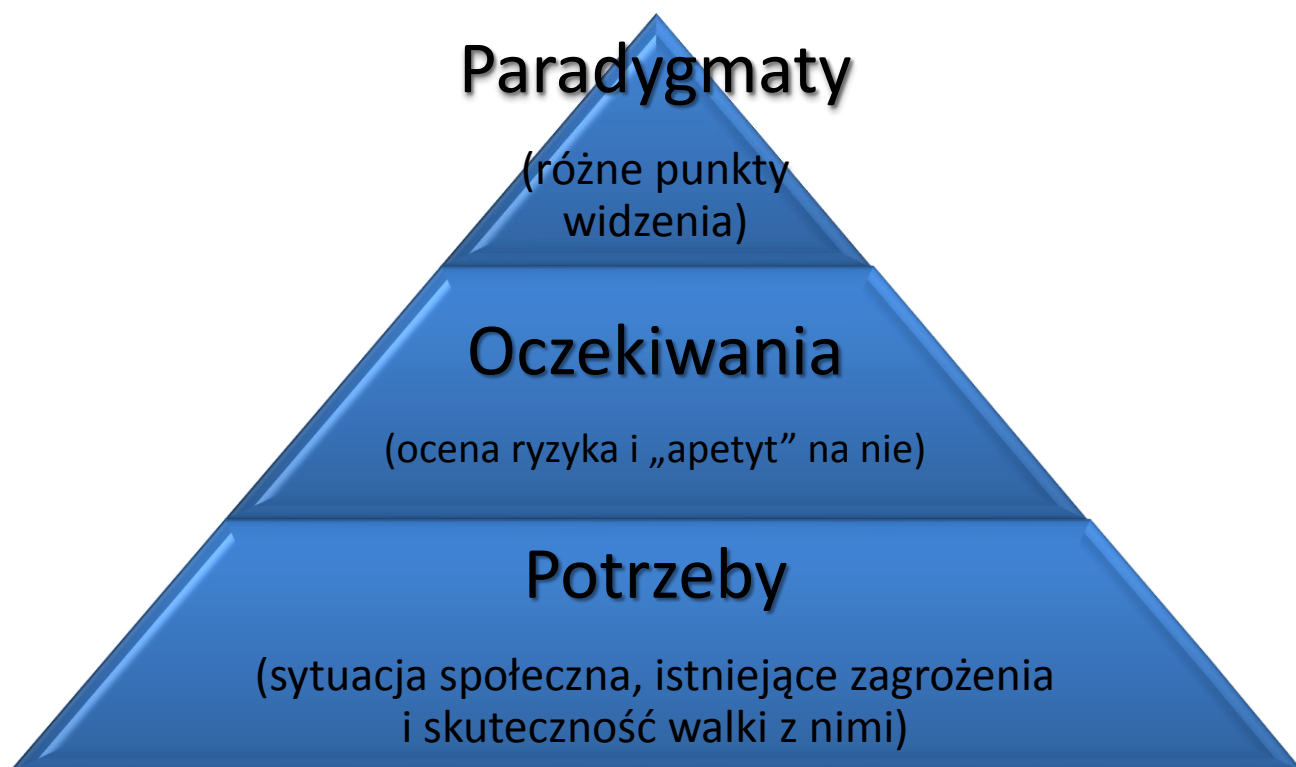 Paradygmaty
(różne punkty
widzenia)
Oczekiwania
(ocena ryzyka i „apetyt” na nie)
Potrzeby
(sytuacja społeczna, istniejące zagrożenia
i skuteczność walki z nimi)